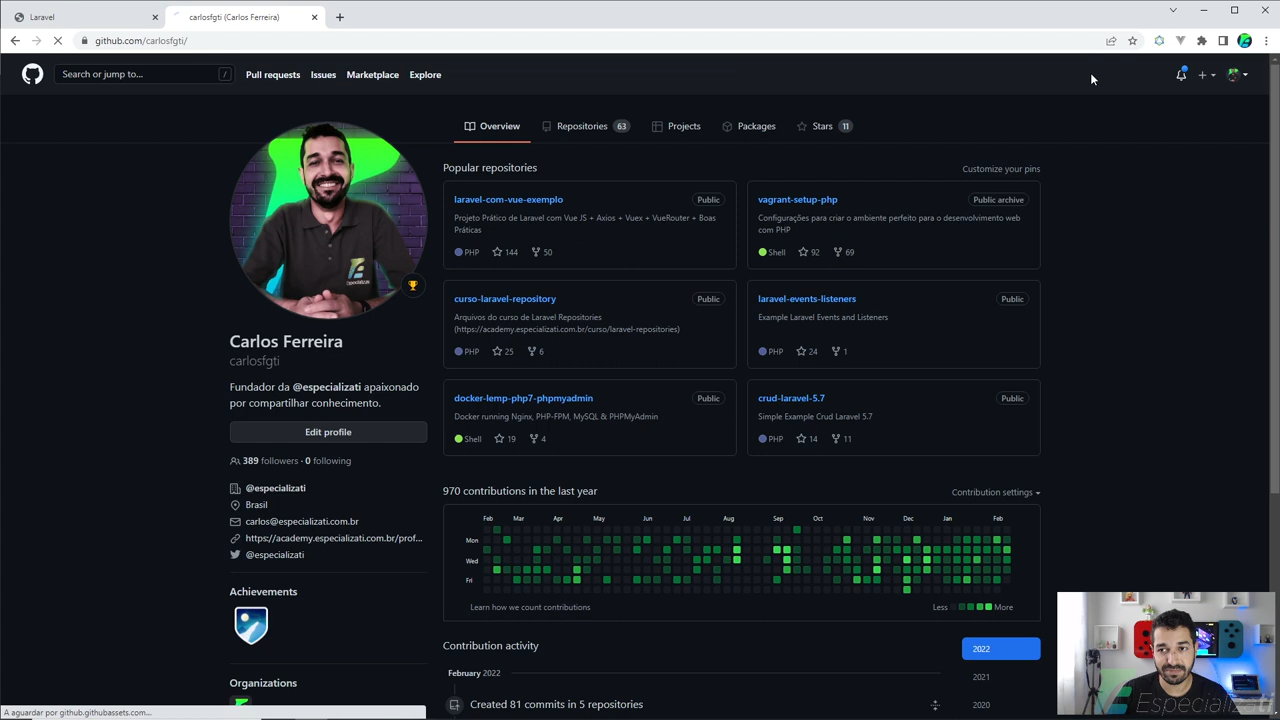 Laravel
carlosfgti (Carlos Ferreira)
github.com/carlosfgti/
Search or jump to...
/
Pull requests
Issues
Marketplace
Explore
Overview
Repositories 63
Projects
Packages
Stars 11
Popular repositories
Customize your pins
laravel-com-vue-exemplo
Public
Projeto Prático de Laravel com Vue JS + Axios + Vuex + VueRouter + Boas
Práticas
PHP 144 50
vagrant-setup-php
Public archive
Configurações para criar o ambiente perfeito para o desenvolvimento web
com PHP
Shell 92 69
curso-laravel-repository
Public
Arquivos do curso de Laravel Repositories
(https://academy.especializati.com.br/curso/laravel-repositories)
PHP 25 6
laravel-events-listeners
Public
Example Laravel Events and Listeners
PHP 24 1
docker-lemp-php7-phpmyadmin
Public
Docker running Nginx, PHP-FPM, MySQL & PHPMyAdmin
Shell 19 4
crud-laravel-5.7
Public
Simple Example Crud Laravel 5.7
PHP 14 11
Carlos Ferreira
carlosfgti
Fundador da @especializati apaixonado
por compartilhar conhecimento.
Edit profile
389 followers · 0 following
@especializati
Brasil
carlos@especializati.com.br
https://academy.especializati.com.br/prof...
@especializati
Achievements
Organizations
970 contributions in the last year
Contribution settings
Feb Mar Apr May Jun Jul Aug Sep Oct Nov Dec Jan Feb
Mon
Wed
Fri
Learn how we count contributions
Less More
Contribution activity
2022
2021
2020
February 2022
Created 81 commits in 5 repositories
A aguardar por github.githubassets.com...
Especializati